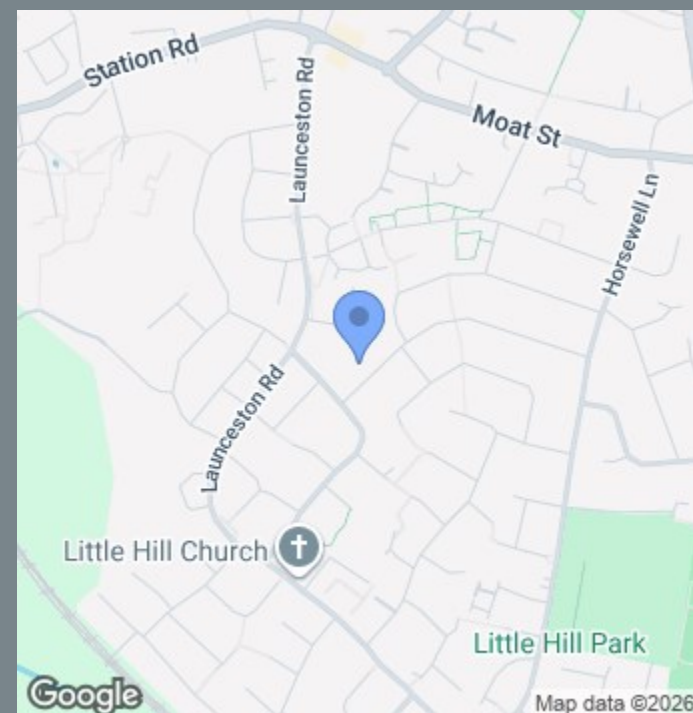 Station Rd
Launceston Rd
Moat St
Horsewell Ln
Launceston Rd
Little Hill Church
Little Hill Park
Google
Map data ©2026